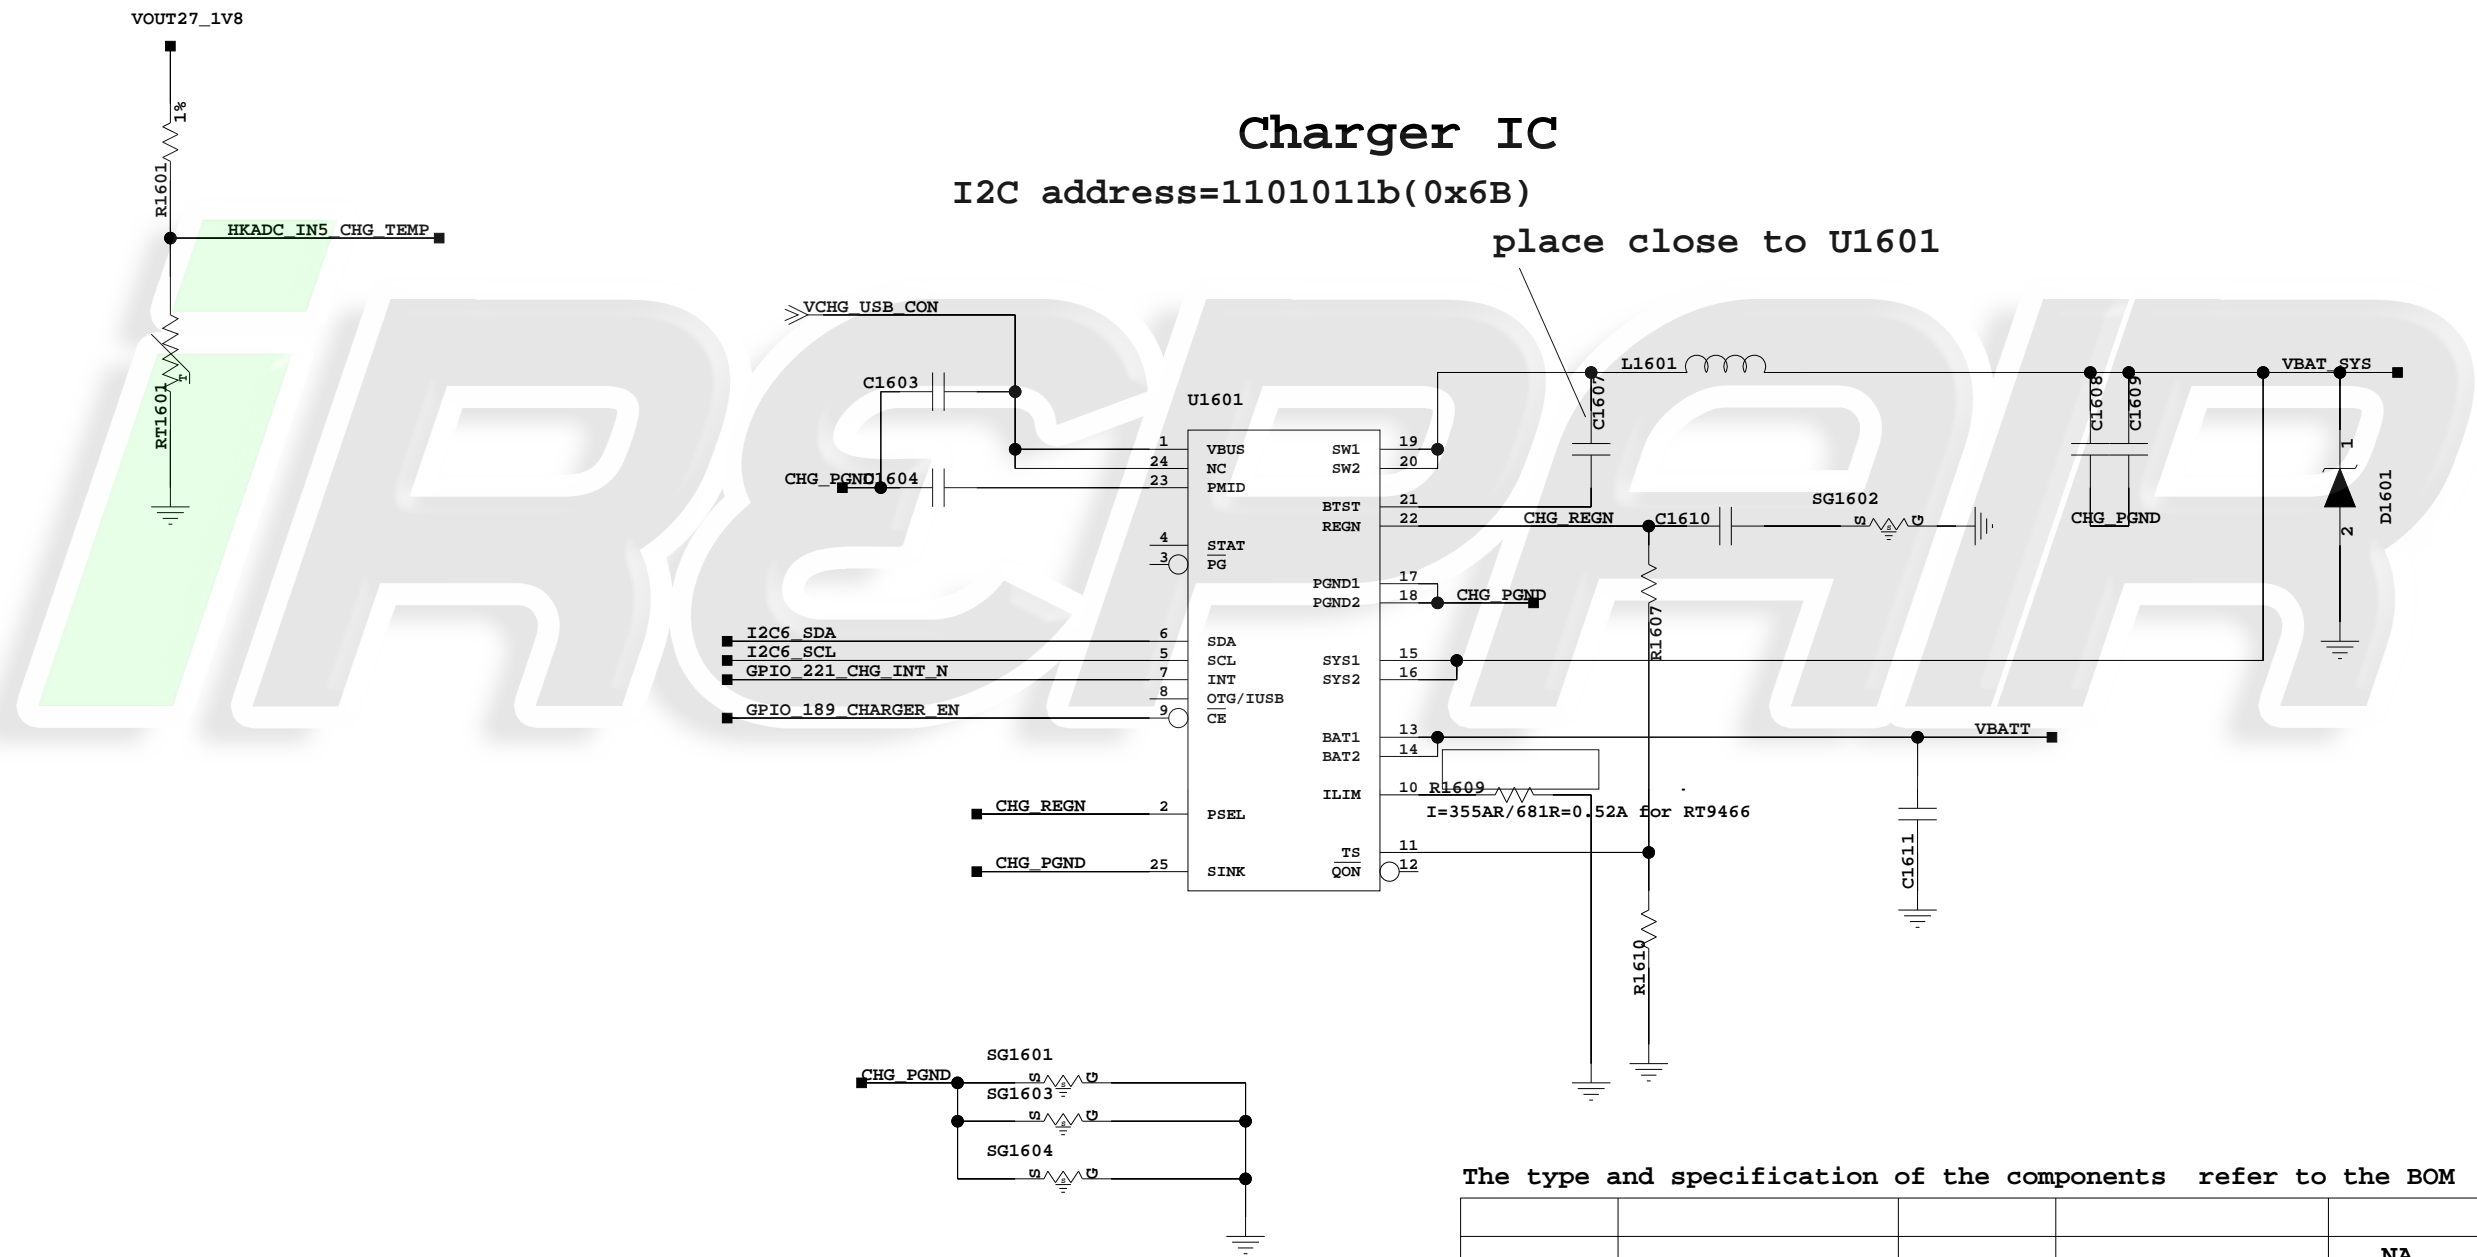 VOUT27_1V8
1%
R1601
HKADC_IN5_CHG_TEMP
T
RT1601
Charger IC
I2C address=1101011b(0x6B)
place close to U1601
VCHG_USB_CON
C1603
CHG_PGND
C1604
U1601
1 VBUS
24 NC
23 PMID
4 STAT
3 PG
I2C6_SDA 6 SDA
I2C6_SCL 5 SCL
GPIO_221_CHG_INT_N 7 INT
8 OTG/IUSB
GPIO_189_CHARGER_EN 9 CE
CHG_REGN 2 PSEL
CHG_PGND 25 SINK
SW1 19
SW2 20
BTST 21
REGN 22
PGND1 17
PGND2 18
SYS1 15
SYS2 16
BAT1 13
BAT2 14
ILIM 10
TS 11
QON 12
C1607
L1601
C1608
C1609
VBAT_SYS
CHG_REGN
C1610
SG1602
S G
CHG_PGND
1
D1601
2
CHG_PGND
R1607
VBATT
R1609
I=355AR/681R=0.52A for RT9466
C1611
R1610
CHG_PGND
SG1601
S G
SG1603
S G
SG1604
S G
The type and specification of the components refer to the BOM
NA
iREPAIR